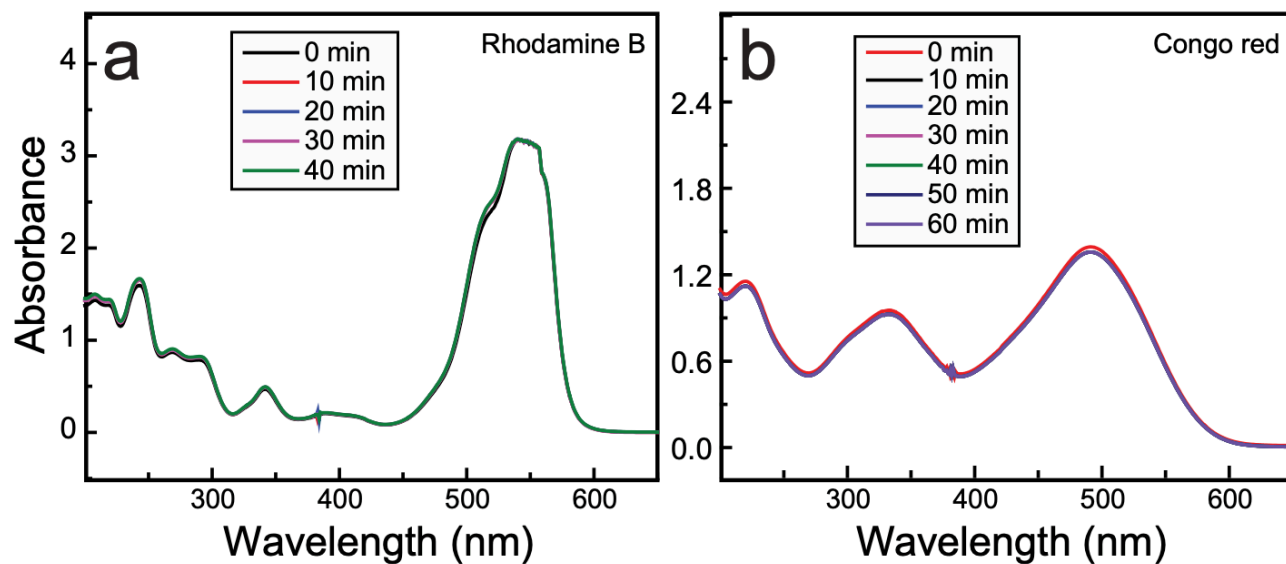 a
Rhodamine B
0 min
10 min
20 min
30 min
40 min
4
3
2
1
0
Absorbance
300
400
500
600
Wavelength (nm)
b
Congo red
0 min
10 min
20 min
30 min
40 min
50 min
60 min
2.4
1.8
1.2
0.6
0.0
300
400
500
600
Wavelength (nm)